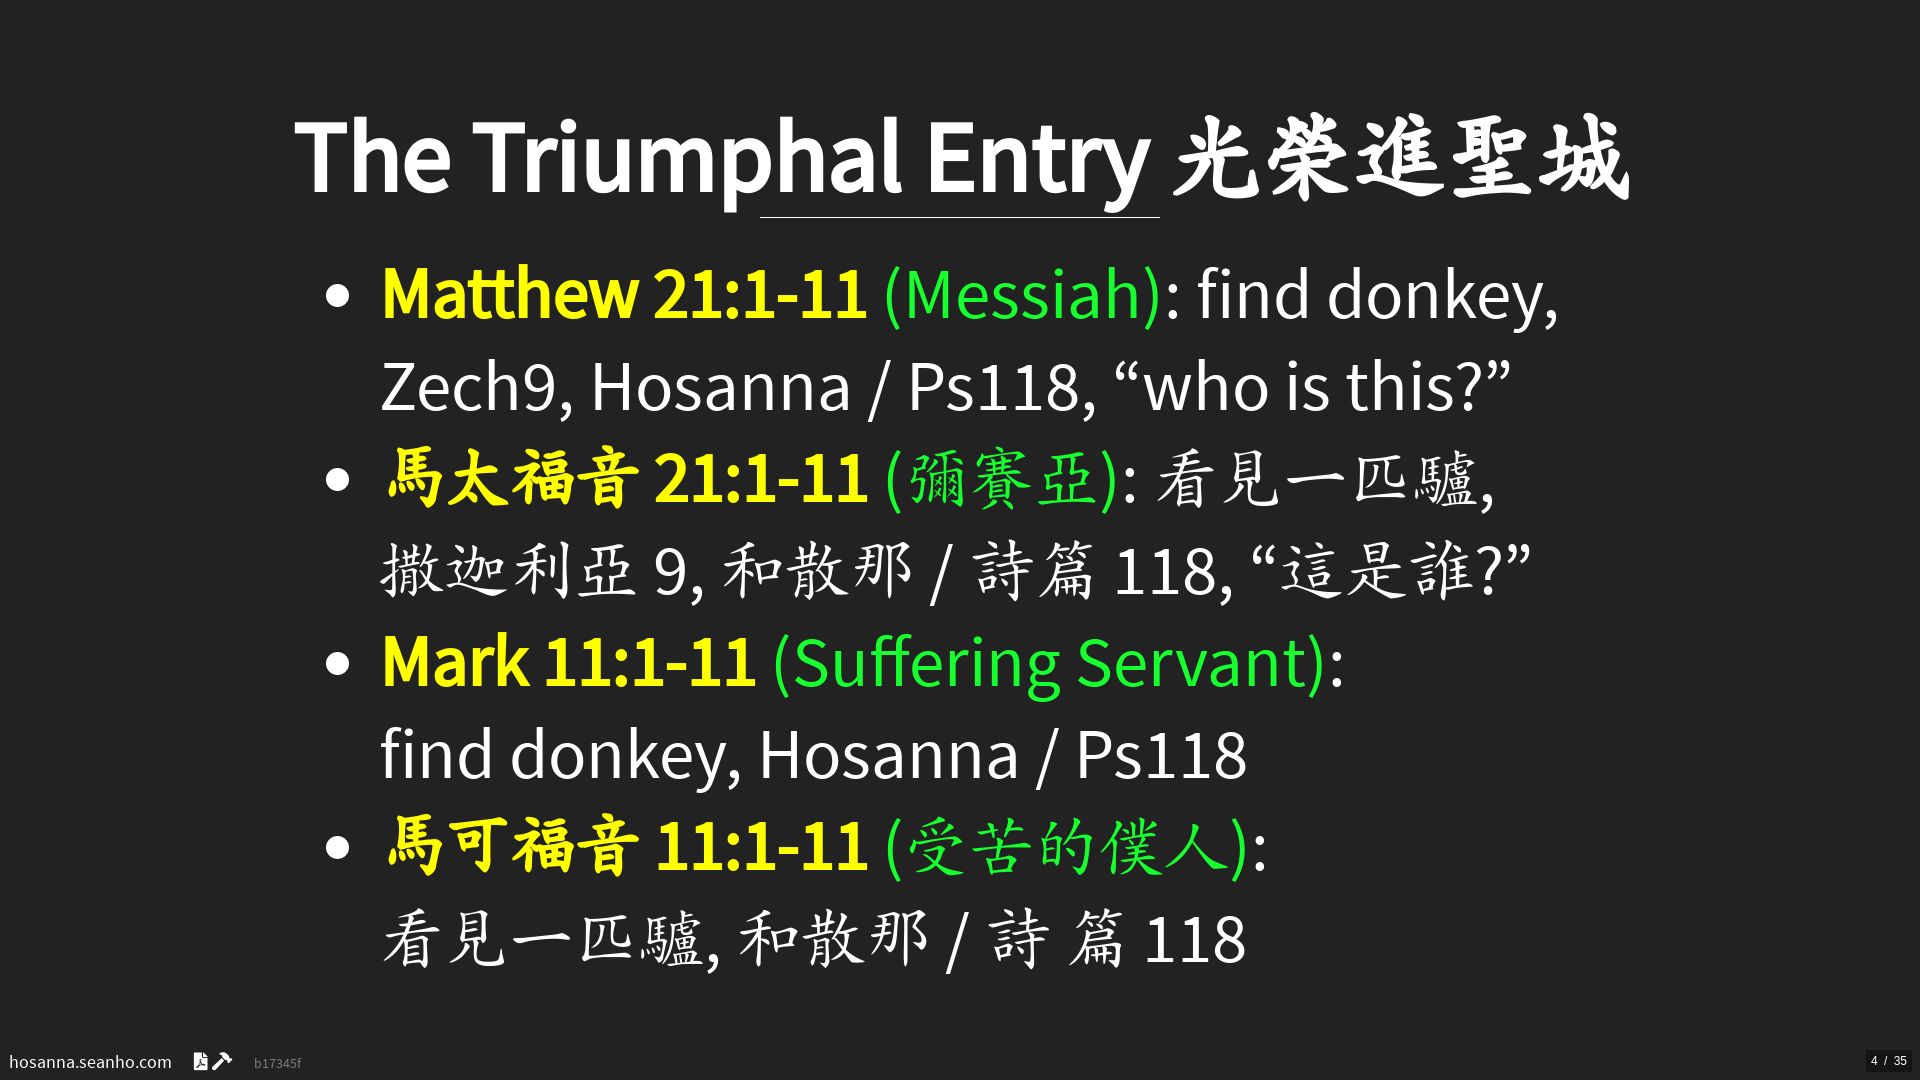 The Triumphal Entry 光榮進聖城
• Matthew 21:1-11 (Messiah): find donkey,
Zech9, Hosanna / Ps118, “who is this?”
• 馬太福音 21:1-11 (彌賽亞): 看見一匹驢,
撒迦利亞 9, 和散那 / 詩篇 118, “這是誰?”
• Mark 11:1-11 (Suffering Servant):
find donkey, Hosanna / Ps118
• 馬可福音 11:1-11 (受苦的僕人):
看見一匹驢, 和散那 / 詩 篇 118
hosanna.seanho.com b17345f
4 / 35